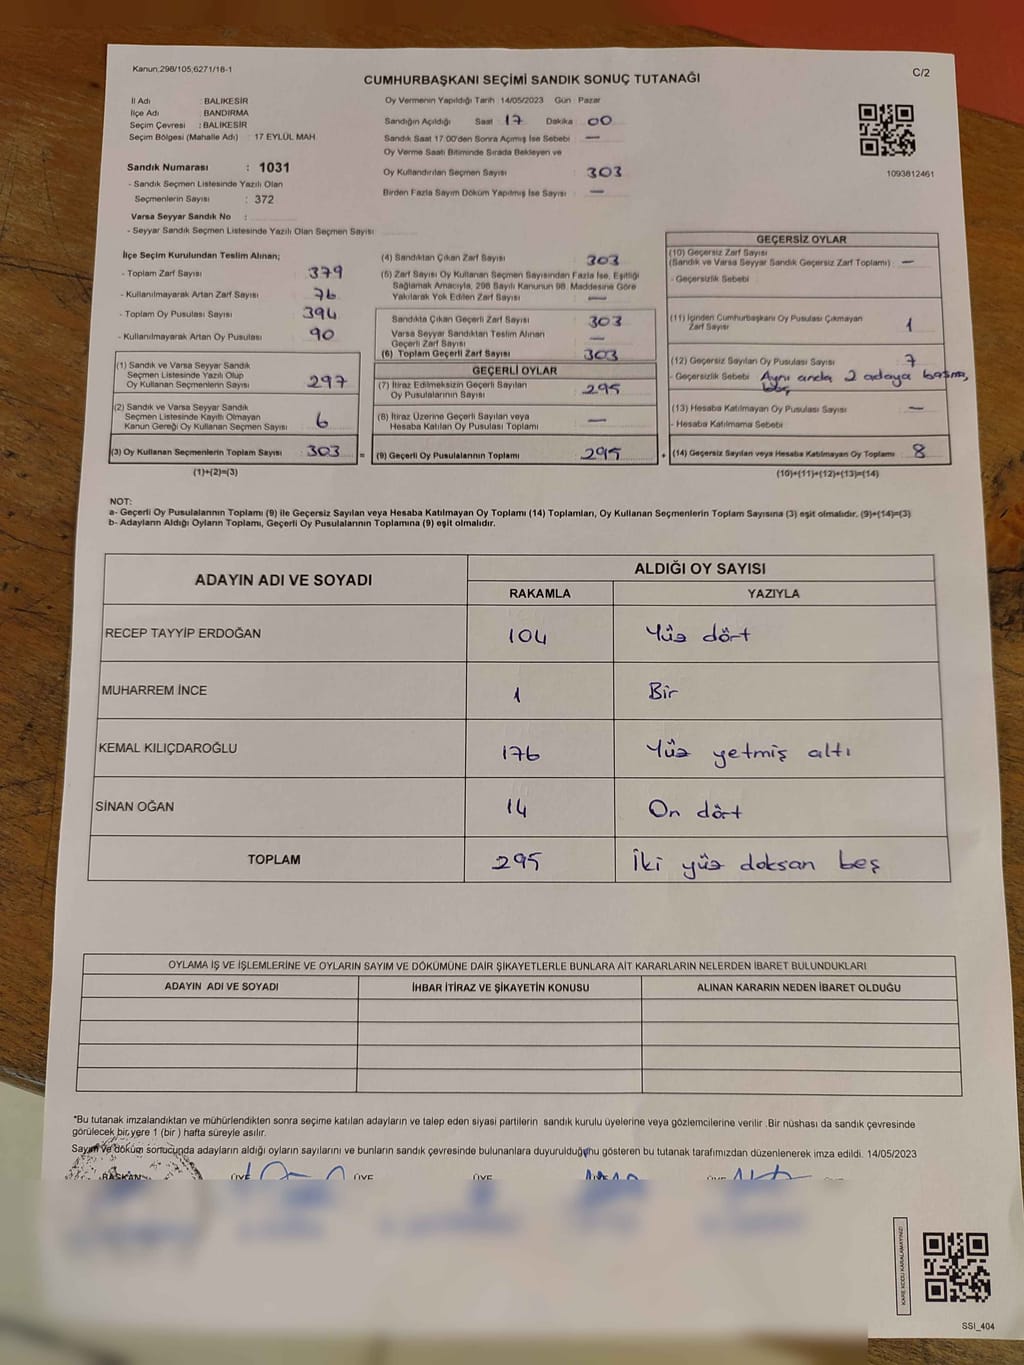 Kanun,298/105,6271/18-1
C/2
CUMHURBAŞKANI SEÇİMİ SANDIK SONUÇ TUTANAĞI
İl Adı : BALIKESİR
İlçe Adı : BANDIRMA
Seçim Çevresi : BALIKESİR
Seçim Bölgesi (Mahalle Adı) : 17 EYLÜL MAH.
Oy Vermenin Yapıldığı Tarih 14/05/2023 Gün : Pazar
Sandığın Açıldığı Saat 17 Dakika 00
Sandık Saat 17:00'den Sonra Açımış İse Sebebi —
Oy Verme Saati Bitiminde Sırada Bekleyen ve
Oy Kullandırılan Seçmen Sayısı : 303
Birden Fazla Sayım Döküm Yapılmış İse Sayısı —
1093812461
Sandık Numarası : 1031
- Sandık Seçmen Listesinde Yazılı Olan
Seçmenlerin Sayısı : 372
Varsa Seyyar Sandık No :
- Seyyar Sandık Seçmen Listesinde Yazılı Olan Seçmen Sayısı
İlçe Seçim Kurulundan Teslim Alınan;
- Toplam Zarf Sayısı 379
- Kullanılmayarak Artan Zarf Sayısı 76
- Toplam Oy Pusulası Sayısı 394
- Kullanılmayarak Artan Oy Pusulası 90
(1) Sandık ve Varsa Seyyar Sandık
Seçmen Listesinde Yazılı Olup
Oy Kullanan Seçmenlerin Sayısı 297
(2) Sandık ve Varsa Seyyar Sandık
Seçmen Listesinde Kayıtlı Olmayan
Kanun Gereği Oy Kullanan Seçmen Sayısı 6
(3) Oy Kullanan Seçmenlerin Toplam Sayısı 303 =
(1)+(2)=(3)
(4) Sandıktan Çıkan Zarf Sayısı 303
(5) Zarf Sayısı Oy Kullanan Seçmen Sayısından Fazla İse, Eşitliği
Sağlamak Amacıyla, 298 Sayılı Kanunun 98. Maddesine Göre
Yakılarak Yok Edilen Zarf Sayısı —
Sandıkta Çıkan Geçerli Zarf Sayısı 303
Varsa Seyyar Sandıktan Teslim Alınan
Geçerli Zarf Sayısı —
(6) Toplam Geçerli Zarf Sayısı 303
GEÇERLİ OYLAR
(7) İtiraz Edilmeksizin Geçerli Sayılan
Oy Pusulalarının Sayısı 295
(8) İtiraz Üzerine Geçerli Sayılan veya
Hesaba Katılan Oy Pusulası Toplamı —
(9) Geçerli Oy Pusulalarının Toplamı 295 +
GEÇERSİZ OYLAR
(10) Geçersiz Zarf Sayısı
(Sandık ve Varsa Seyyar Sandık Geçersiz Zarf Toplamı) —
- Geçersizlik Sebebi
(11) İçinden Cumhurbaşkanı Oy Pusulası Çıkmayan
Zarf Sayısı 1
(12) Geçersiz Sayılan Oy Pusulası Sayısı 7
- Geçersizlik Sebebi Aynı anda 2 adaya basma,
boş
(13) Hesaba Katılmayan Oy Pusulası Sayısı —
- Hesaba Katılmama Sebebi
(14) Geçersiz Sayılan veya Hesaba Katılmayan Oy Toplamı 8
(10)+(11)+(12)+(13)=(14)
NOT:
a- Geçerli Oy Pusulalarının Toplamı (9) ile Geçersiz Sayılan veya Hesaba Katılmayan Oy Toplamı (14) Toplamları, Oy Kullanan Seçmenlerin Toplam Sayısına (3) eşit olmalıdır. (9)+(14)=(3)
b- Adayların Aldığı Oyların Toplamı, Geçerli Oy Pusulalarının Toplamına (9) eşit olmalıdır.
ADAYIN ADI VE SOYADI
ALDIĞI OY SAYISI
RAKAMLA YAZIYLA
RECEP TAYYİP ERDOĞAN 104 Yüz dört
MUHARREM İNCE 1 Bir
KEMAL KILIÇDAROĞLU 176 Yüz yetmiş altı
SİNAN OĞAN 14 On dört
TOPLAM 295 İki yüz doksan beş
OYLAMA İŞ VE İŞLEMLERİNE VE OYLARIN SAYIM VE DÖKÜMÜNE DAİR ŞİKAYETLERLE BUNLARA AİT KARARLARIN NELERDEN İBARET BULUNDUKLARI
ADAYIN ADI VE SOYADI İHBAR İTİRAZ VE ŞİKAYETİN KONUSU ALINAN KARARIN NEDEN İBARET OLDUĞU
*Bu tutanak imzalandıktan ve mühürlendikten sonra seçime katılan adayların ve talep eden siyasi partilerin sandık kurulu üyelerine veya gözlemcilerine verilir .Bir nüshası da sandık çevresinde
görülecek bir yere 1 (bir ) hafta süreyle asılır.
Sayım ve döküm sonucunda adayların aldığı oyların sayılarını ve bunların sandık çevresinde bulunanlara duyurulduğunu gösteren bu tutanak tarafımızdan düzenlenerek imza edildi. 14/05/2023
BAŞKAN ÜYE ÜYE ÜYE
KARE KODU KARALAMAYINIZ!
SSI_404